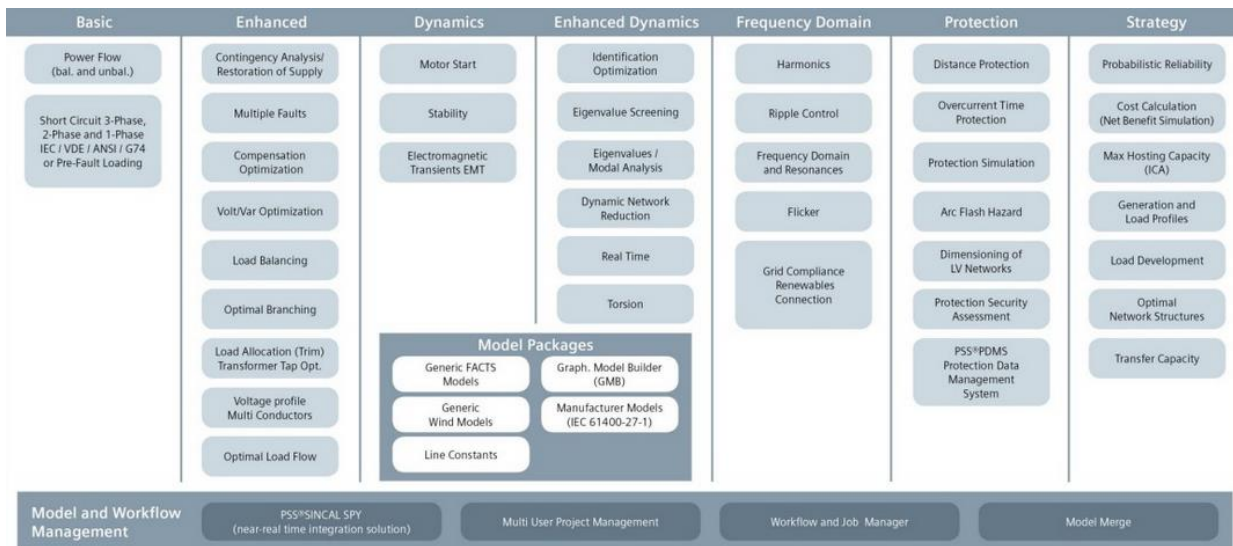 Basic
Enhanced
Dynamics
Enhanced Dynamics
Frequency Domain
Protection
Strategy
Power Flow
(bal. and unbal.)
Short Circuit 3-Phase,
2-Phase and 1-Phase
IEC / VDE / ANSI / G74
or Pre-Fault Loading
Contingency Analysis/
Restoration of Supply
Multiple Faults
Compensation
Optimization
Volt/Var Optimization
Load Balancing
Optimal Branching
Load Allocation (Trim)
Transformer Tap Opt.
Voltage profile
Multi Conductors
Optimal Load Flow
Motor Start
Stability
Electromagnetic
Transients EMT
Identification
Optimization
Eigenvalue Screening
Eigenvalues /
Modal Analysis
Dynamic Network
Reduction
Real Time
Torsion
Model Packages
Generic FACTS
Models
Generic
Wind Models
Line Constants
Graph. Model Builder
(GMB)
Manufacturer Models
(IEC 61400-27-1)
Harmonics
Ripple Control
Frequency Domain
and Resonances
Flicker
Grid Compliance
Renewables
Connection
Distance Protection
Overcurrent Time
Protection
Protection Simulation
Arc Flash Hazard
Dimensioning of
LV Networks
Protection Security
Assessment
PSS®PDMS
Protection Data
Management
System
Probabilistic Reliability
Cost Calculation
(Net Benefit Simulation)
Max Hosting Capacity
(ICA)
Generation and
Load Profiles
Load Development
Optimal
Network Structures
Transfer Capacity
Model and Workflow
Management
PSS®SINCAL SPY
(near-real time integration solution)
Multi User Project Management
Workflow and Job Manager
Model Merge